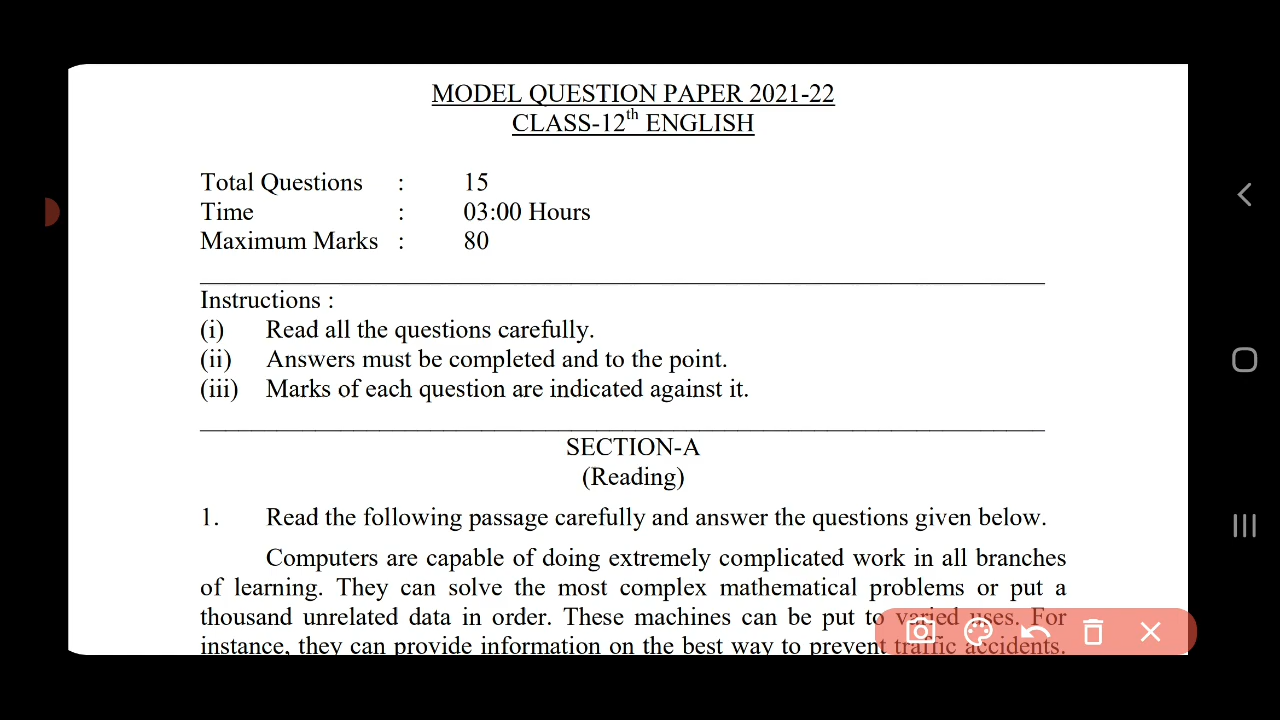 MODEL QUESTION PAPER 2021-22
CLASS-12th ENGLISH
Total Questions : 15
Time : 03:00 Hours
Maximum Marks : 80
Instructions :
(i) Read all the questions carefully.
(ii) Answers must be completed and to the point.
(iii) Marks of each question are indicated against it.
SECTION-A
(Reading)
1. Read the following passage carefully and answer the questions given below.
Computers are capable of doing extremely complicated work in all branches
of learning. They can solve the most complex mathematical problems or put a
thousand unrelated data in order. These machines can be put to varied uses. For
instance, they can provide information on the best way to prevent traffic accidents.